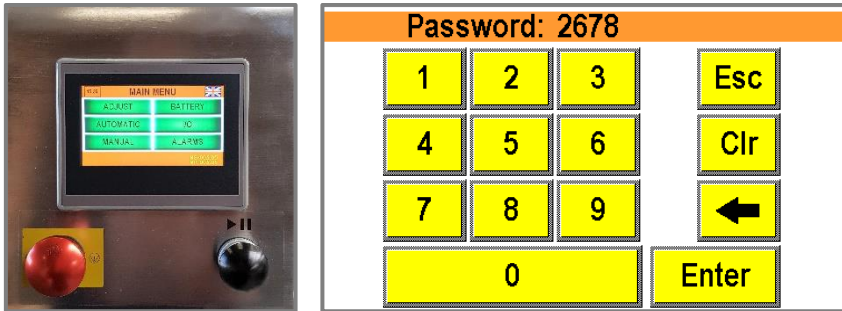 MAIN MENU
ADJUST BATTERY
AUTOMATIC I/O
MANUAL ALARMS
Password: 2678
1 2 3 Esc
4 5 6 Clr
7 8 9
0 Enter